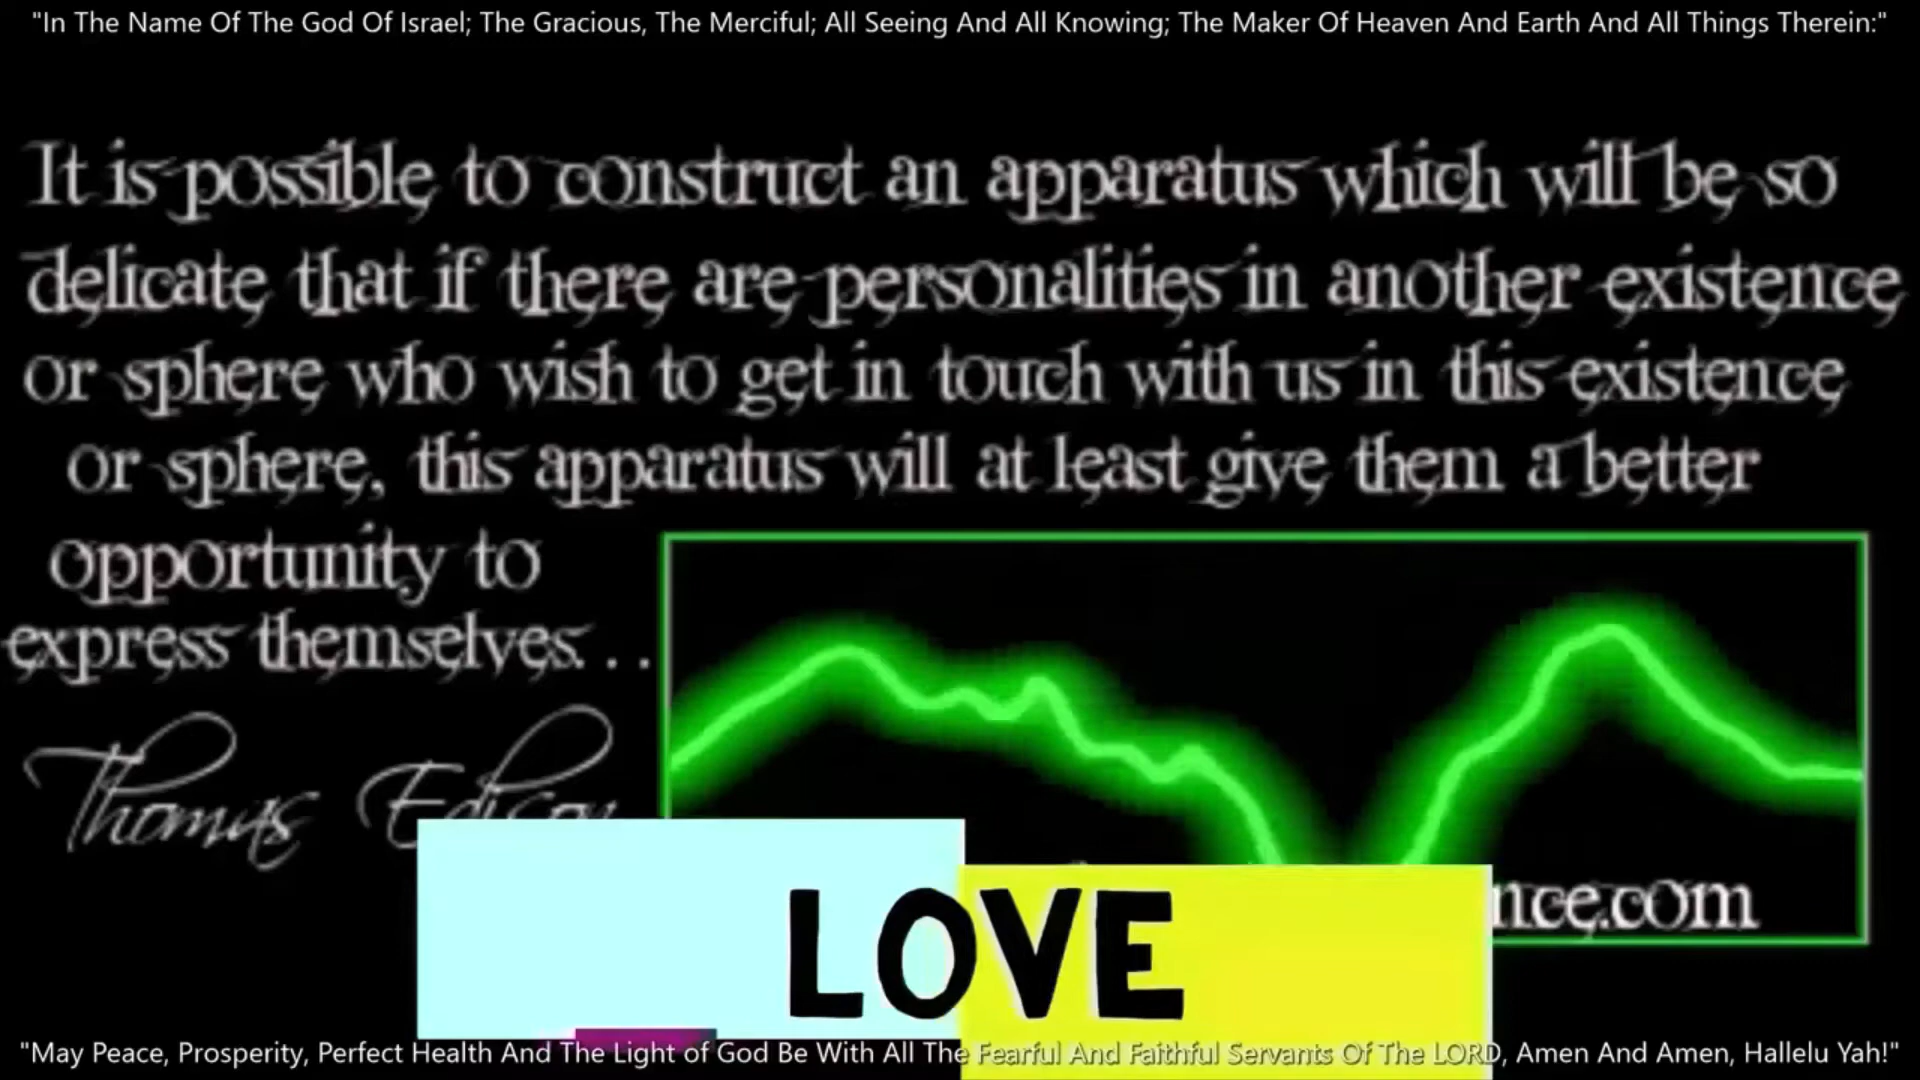 "In The Name Of The God Of Israel; The Gracious, The Merciful; All Seeing And All Knowing; The Maker Of Heaven And Earth And All Things Therein:"
It is possible to construct an apparatus which will be so
delicate that if there are personalities in another existence
or sphere who wish to get in touch with us in this existence
or sphere, this apparatus will at least give them a better
opportunity to
express themselves. . .
Thomas Edison
nce.com
LOVE
"May Peace, Prosperity, Perfect Health And The Light of God Be With All The Fearful And Faithful Servants Of The LORD, Amen And Amen, Hallelu Yah!"